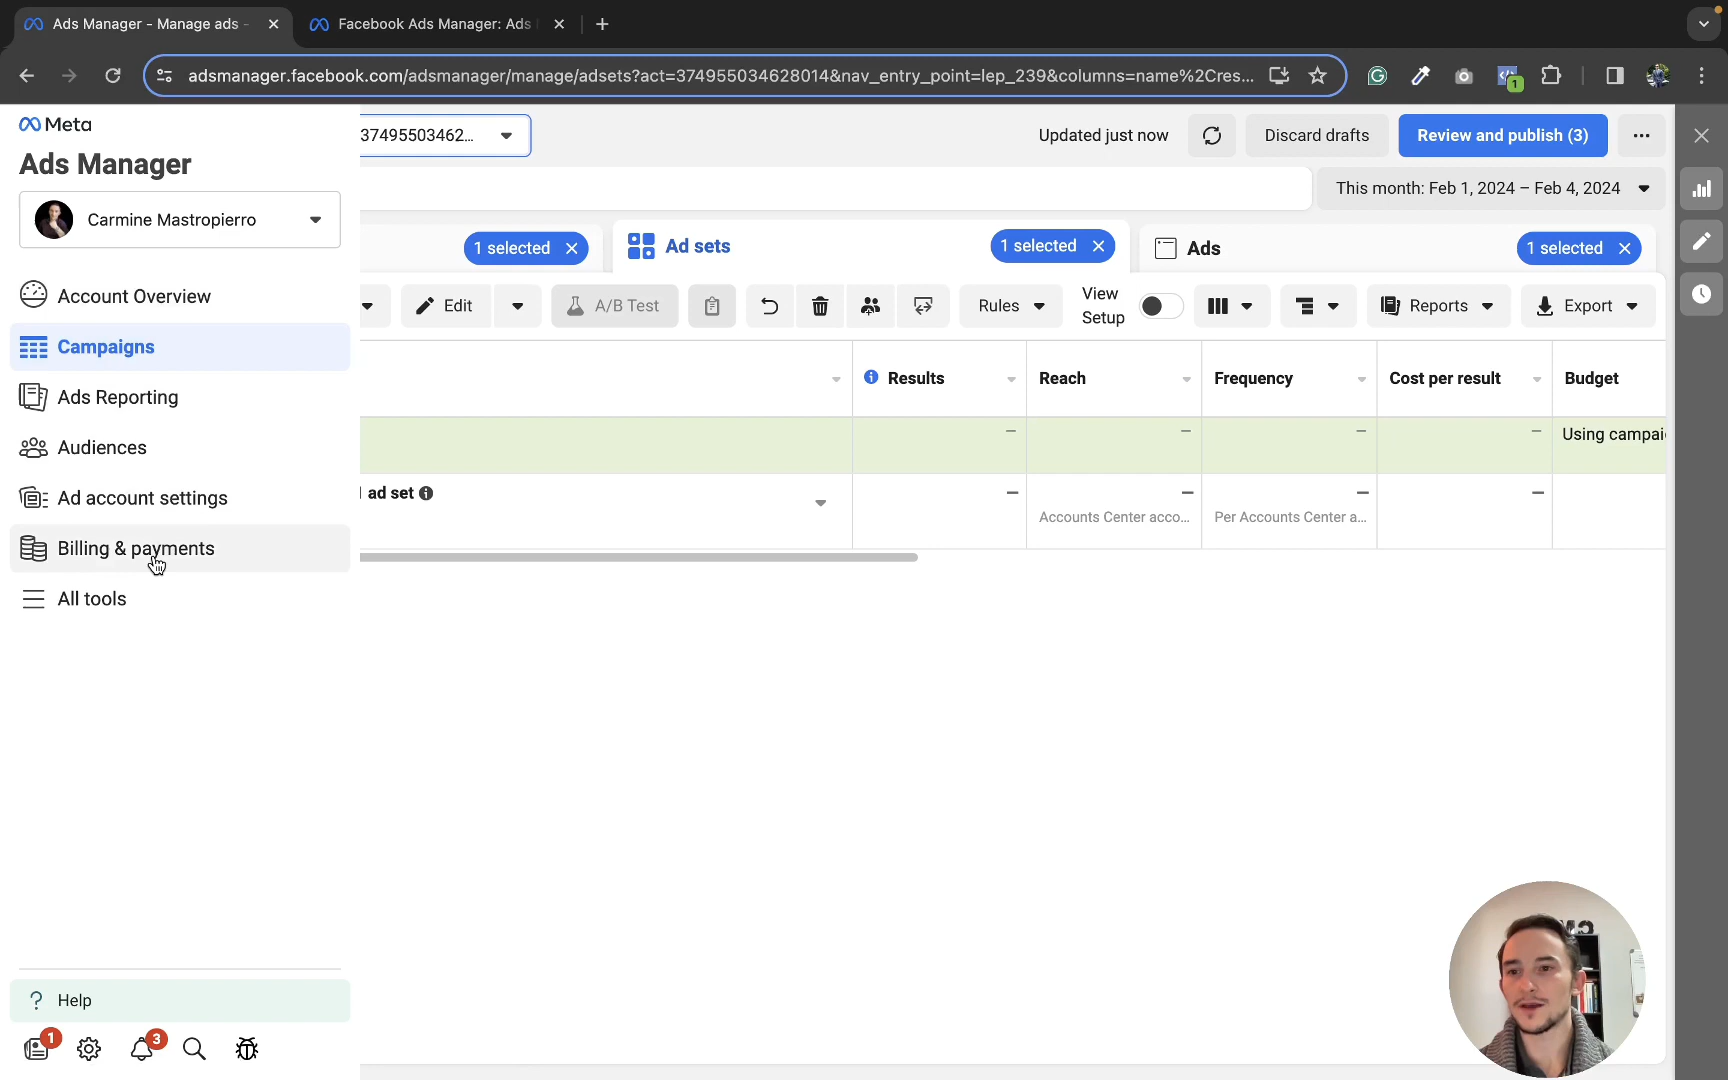 Ads Manager - Manage ads -
Facebook Ads Manager: Ads
adsmanager.facebook.com/adsmanager/manage/adsets?act=374955034628014&nav_entry_point=lep_239&columns=name%2Cres...
1
Meta
Ads Manager
Carmine Mastropierro
Account Overview
Campaigns
Ads Reporting
Audiences
Ad account settings
Billing & payments
All tools
Help
1
3
37495503462...
Updated just now
Discard drafts
Review and publish (3)
This month: Feb 1, 2024 – Feb 4, 2024
1 selected
Ad sets
1 selected
Ads
1 selected
Edit
A/B Test
Rules
View
Setup
Reports
Export
Results
Reach
Frequency
Cost per result
Budget
—
—
—
—
Using campai
ad set
—
—
—
—
Accounts Center acco...
Per Accounts Center a...